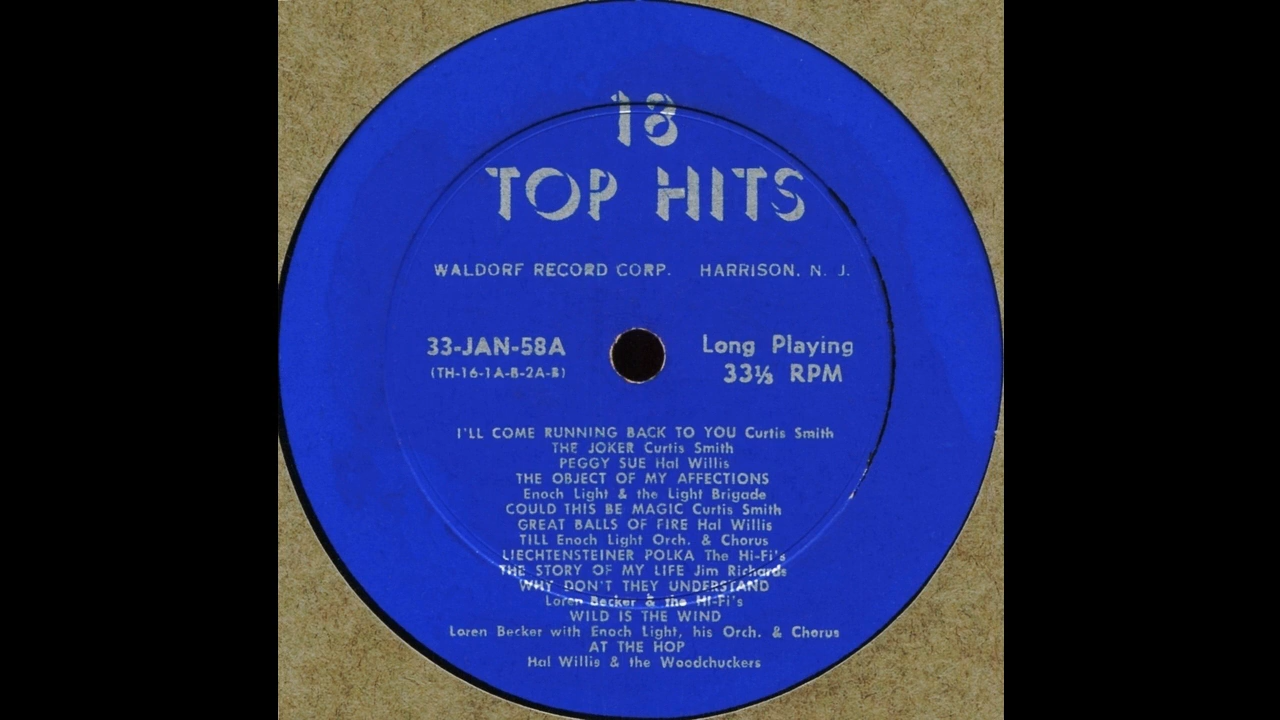 18
TOP HITS
WALDORF RECORD CORP. HARRISON, N. J.
33-JAN-58A
(TH-16-1A-B-2A-B)
Long Playing
33⅓ RPM
I'LL COME RUNNING BACK TO YOU Curtis Smith
THE JOKER Curtis Smith
PEGGY SUE Hal Willis
THE OBJECT OF MY AFFECTIONS
Enoch Light & the Light Brigade
COULD THIS BE MAGIC Curtis Smith
GREAT BALLS OF FIRE Hal Willis
TILL Enoch Light Orch. & Chorus
LIECHTENSTEINER POLKA The Hi-Fi's
THE STORY OF MY LIFE Jim Richards
WHY DON'T THEY UNDERSTAND
Loren Becker & the Hi-Fi's
WILD IS THE WIND
Loren Becker with Enoch Light, his Orch. & Chorus
AT THE HOP
Hal Willis & the Woodchuckers